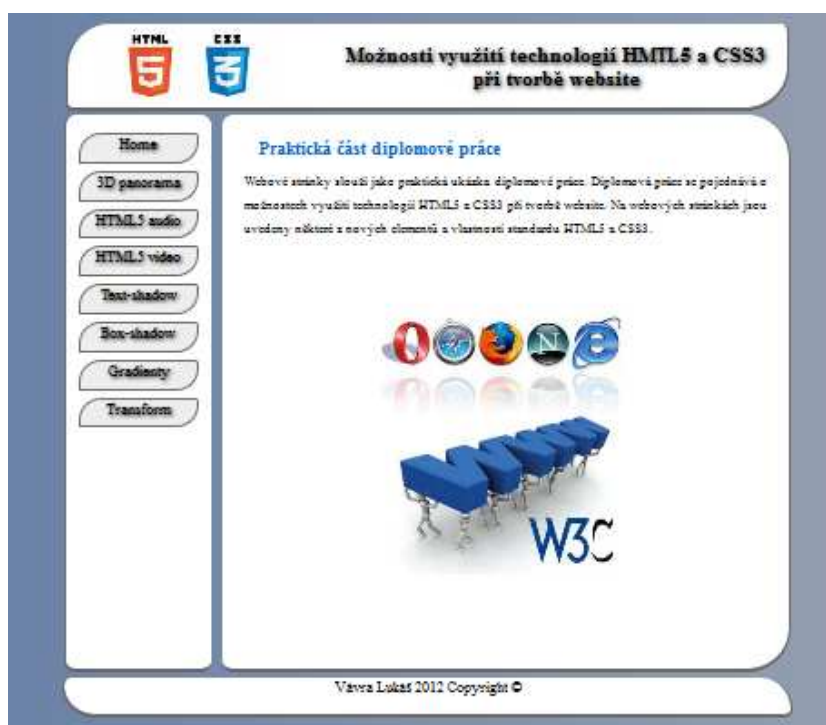 HTML
CSS
5
3
Možnosti využití technologií HMTL5 a CSS3
při tvorbě website
Home
3D panorama
HTML5 audio
HTML5 video
Text-shadow
Box-shadow
Gradienty
Transform
Praktická část diplomové práce
Webové stránky slouží jako praktická ukázka diplomové práce. Diplomová práce se pojednává o
možnostech využití technologií HTML5 a CSS3 při tvorbě website. Na webových stránkách jsou
uvedeny některé z nových elementů a vlastností standardu HTML5 a CSS3.
N
WWW
W3C
Vávra Lukáš 2012 Copyright ©